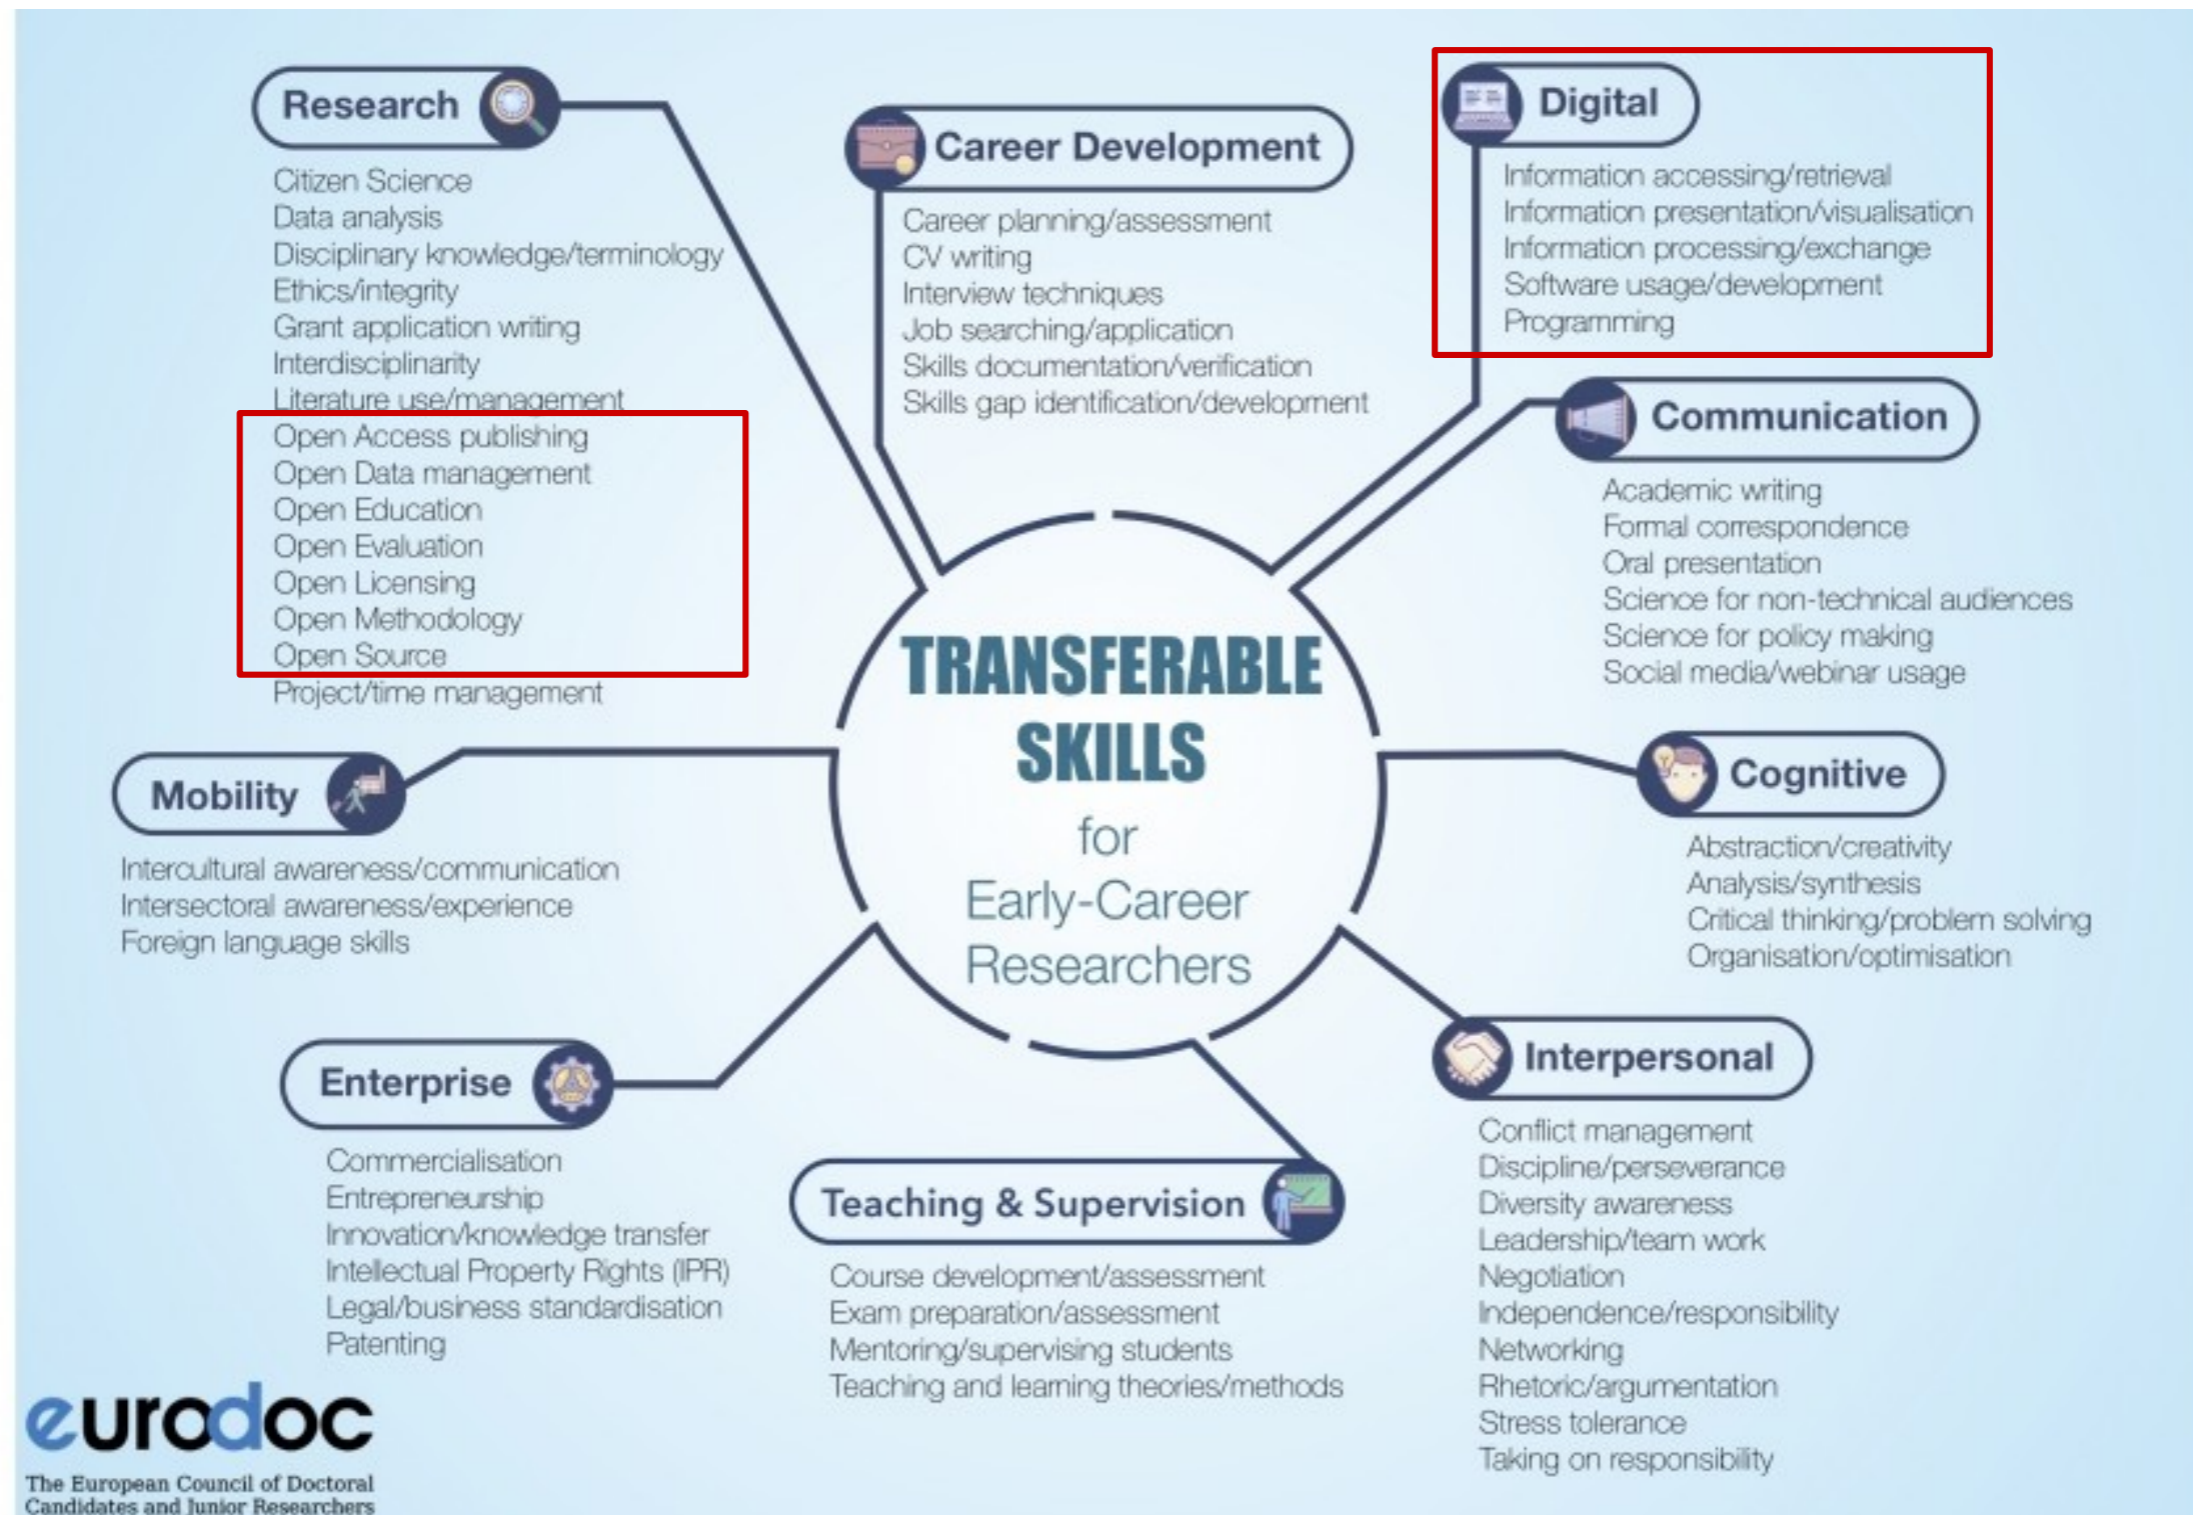 Research
Citizen Science
Data analysis
Disciplinary knowledge/terminology
Ethics/integrity
Grant application writing
Interdisciplinarity
Literature use/management
Open Access publishing
Open Data management
Open Education
Open Evaluation
Open Licensing
Open Methodology
Open Source
Project/time management
Career Development
Career planning/assessment
CV writing
Interview techniques
Job searching/application
Skills documentation/verification
Skills gap identification/development
Digital
Information accessing/retrieval
Information presentation/visualisation
Information processing/exchange
Software usage/development
Programming
Communication
Academic writing
Formal correspondence
Oral presentation
Science for non-technical audiences
Science for policy making
Social media/webinar usage
TRANSFERABLE
SKILLS
for
Early-Career
Researchers
Mobility
Intercultural awareness/communication
Intersectoral awareness/experience
Foreign language skills
Cognitive
Abstraction/creativity
Analysis/synthesis
Critical thinking/problem solving
Organisation/optimisation
Enterprise
Commercialisation
Entrepreneurship
Innovation/knowledge transfer
Intellectual Property Rights (IPR)
Legal/business standardisation
Patenting
Teaching & Supervision
Course development/assessment
Exam preparation/assessment
Mentoring/supervising students
Teaching and learning theories/methods
Interpersonal
Conflict management
Discipline/perseverance
Diversity awareness
Leadership/team work
Negotiation
Independence/responsibility
Networking
Rhetoric/argumentation
Stress tolerance
Taking on responsibility
eurodoc
The European Council of Doctoral
Candidates and Junior Researchers